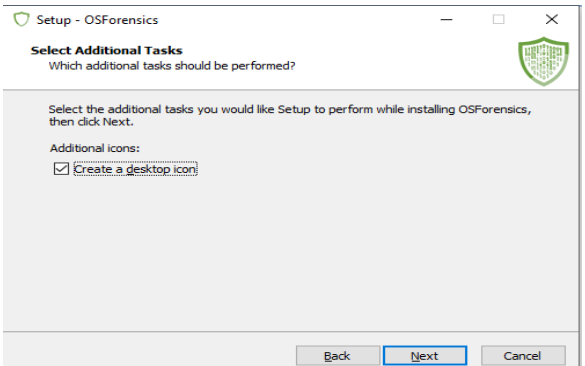 Setup - OSForensics
Select Additional Tasks
Which additional tasks should be performed?
Select the additional tasks you would like Setup to perform while installing OSForensics,
then click Next.
Additional icons:
Create a desktop icon
Back Next Cancel